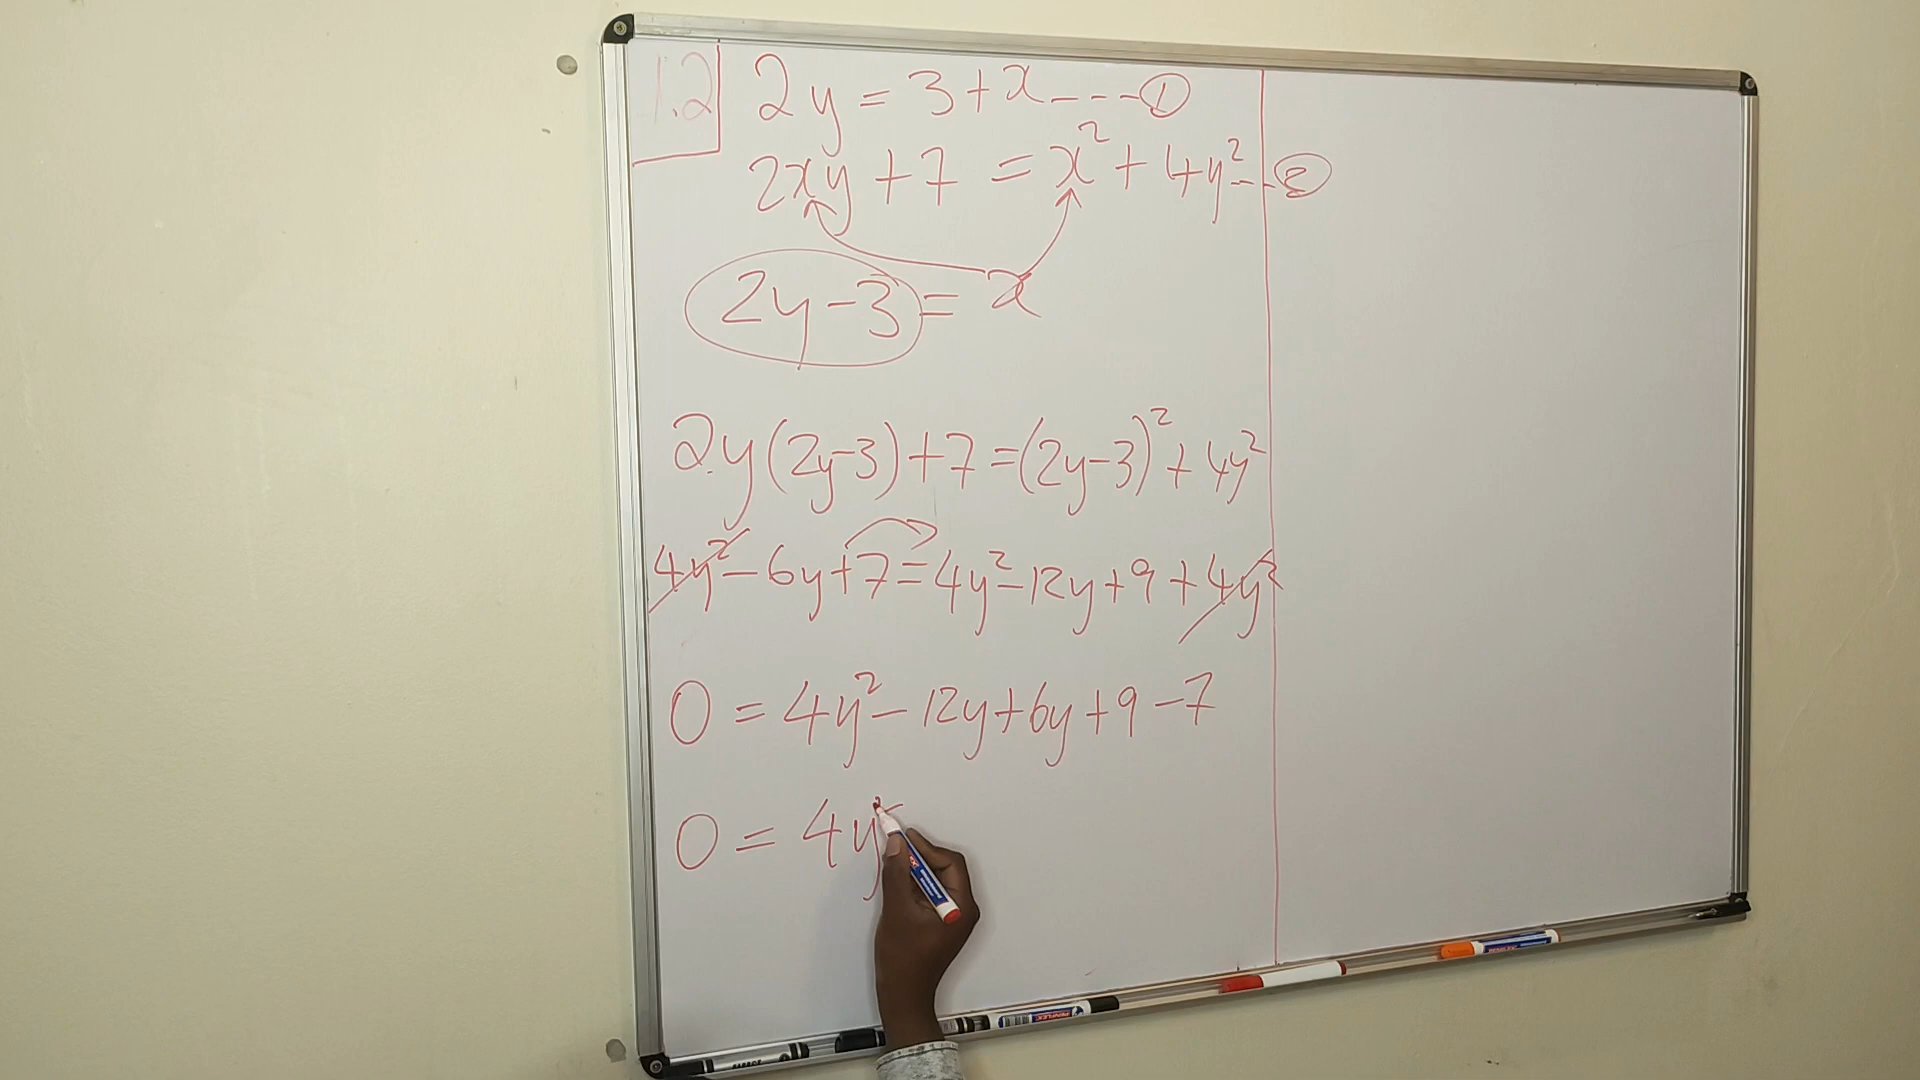 1.2 2y = 3 + x ---- ①
2xy + 7 = x² + 4y² --- ②
2y - 3 = x
2y(2y-3) + 7 = (2y-3)² + 4y²
4y² - 6y + 7 = 4y² - 12y + 9 + 4y²
0 = 4y² - 12y + 6y + 9 - 7
0 = 4y²